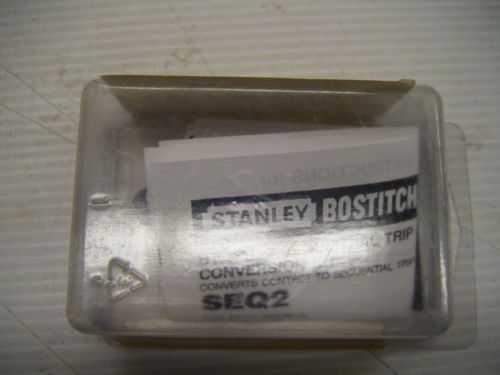 STANLEY BOSTITCH
TRIP
CONVERSION
CONVERTS CONTACT TO SEQUENTIAL TRIP
SEQ2